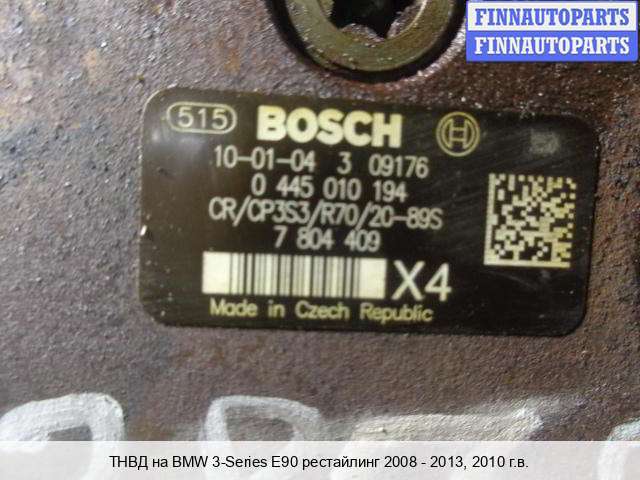 FINNAUTOPARTS
FINNAUTOPARTS
515 BOSCH
10-01-04 3 09176
0 445 010 194
CR/CP3S3/R70/20-89S
7 804 409
X4
Made in Czech Republic
ТНВД на BMW 3-Series E90 рестайлинг 2008 - 2013, 2010 г.в.